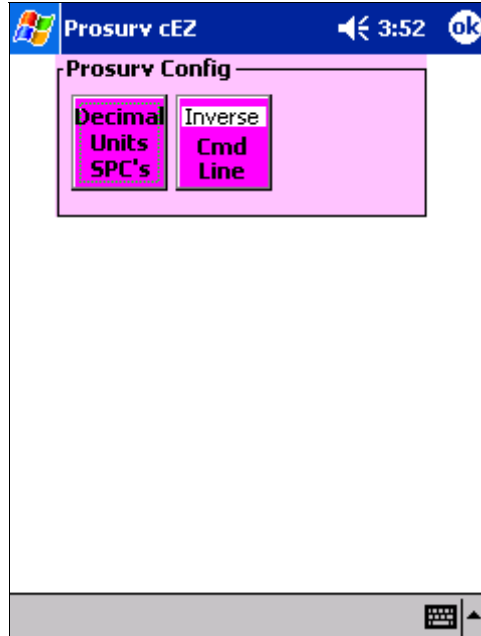 Prosurv cEZ 3:52 ok
Prosurv Config
Decimal
Units
SPC's
Inverse
Cmd
Line